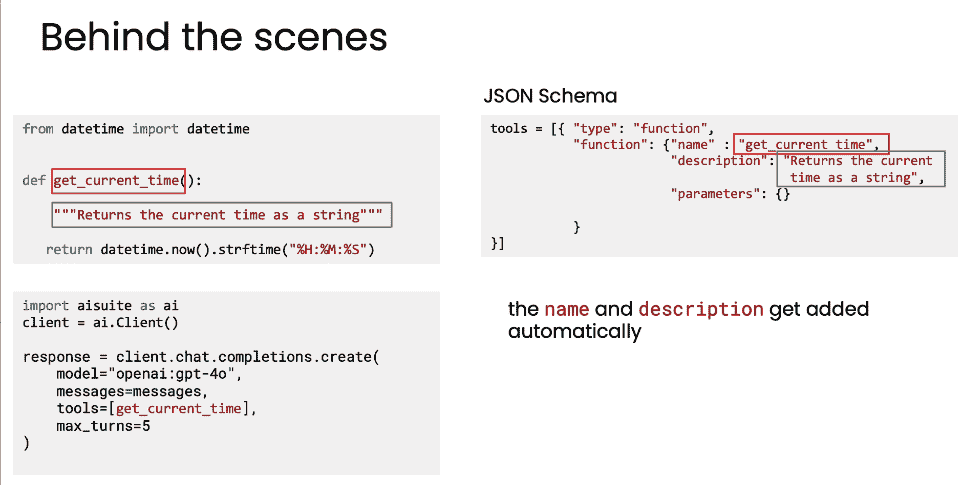 Behind the scenes
from datetime import datetime
def get_current_time():
"""Returns the current time as a string"""
return datetime.now().strftime("%H:%M:%S")
import aisuite as ai
client = ai.Client()
response = client.chat.completions.create(
model="openai:gpt-4o",
messages=messages,
tools=[get_current_time],
max_turns=5
)
JSON Schema
tools = [{ "type": "function",
"function": {"name" : "get_current_time",
"description": "Returns the current
time as a string",
"parameters": {}
}
}]
the name and description get added
automatically